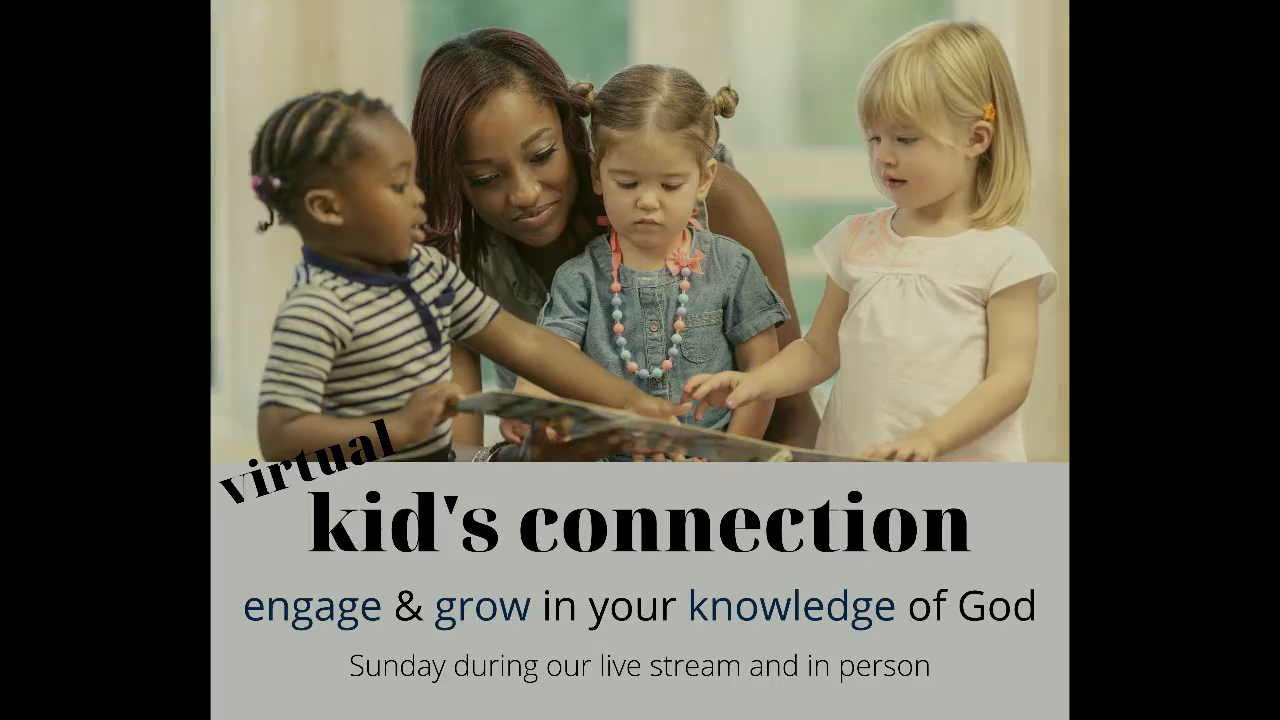 virtual
kid's connection
engage & grow in your knowledge of God
Sunday during our live stream and in person